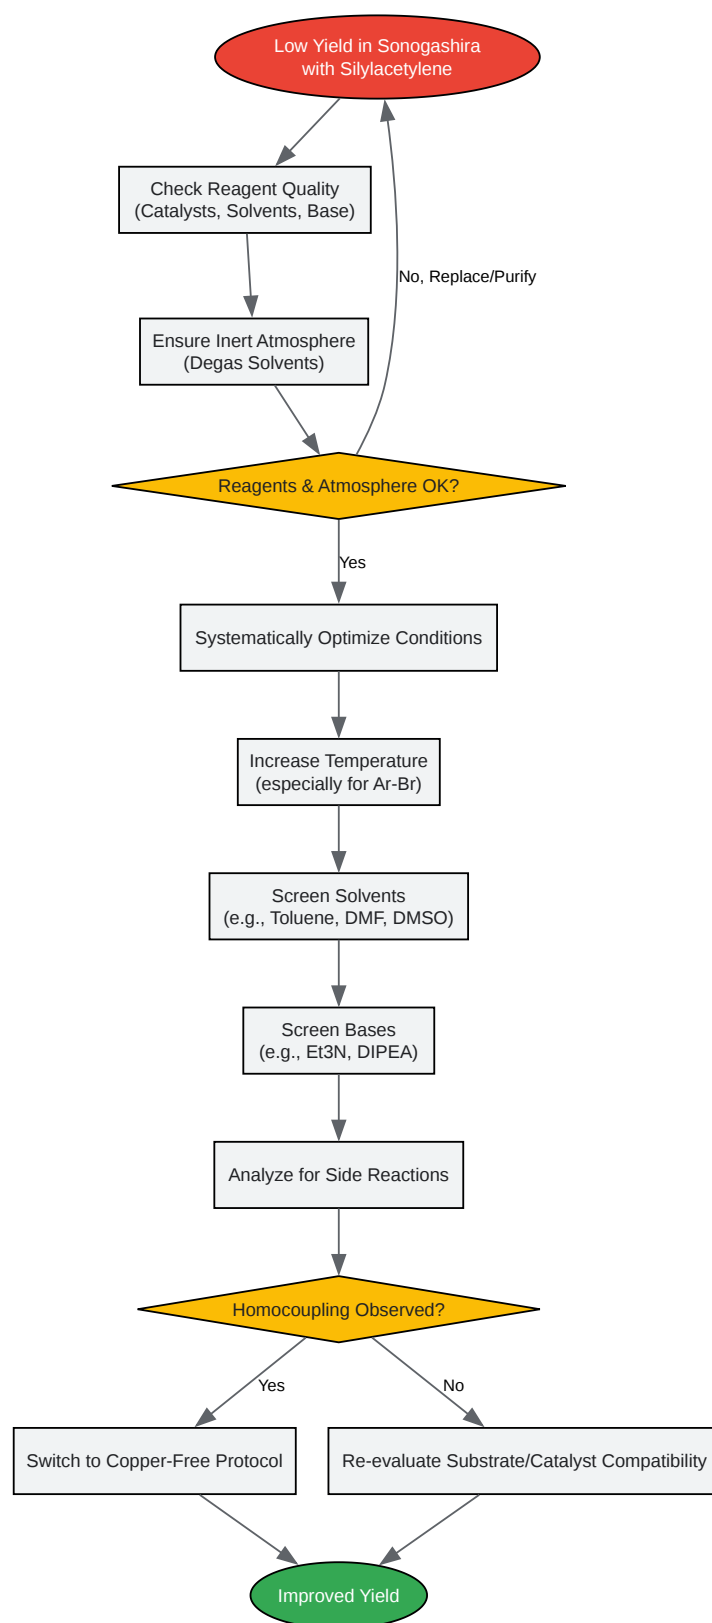 Low Yield in Sonogashira
with Silylacetylene
Check Reagent Quality
(Catalysts, Solvents, Base)
No, Replace/Purify
Ensure Inert Atmosphere
(Degas Solvents)
Reagents & Atmosphere OK?
Yes
Systematically Optimize Conditions
Increase Temperature
(especially for Ar-Br)
Screen Solvents
(e.g., Toluene, DMF, DMSO)
Screen Bases
(e.g., Et3N, DIPEA)
Analyze for Side Reactions
Homocoupling Observed?
Yes
No
Switch to Copper-Free Protocol
Re-evaluate Substrate/Catalyst Compatibility
Improved Yield